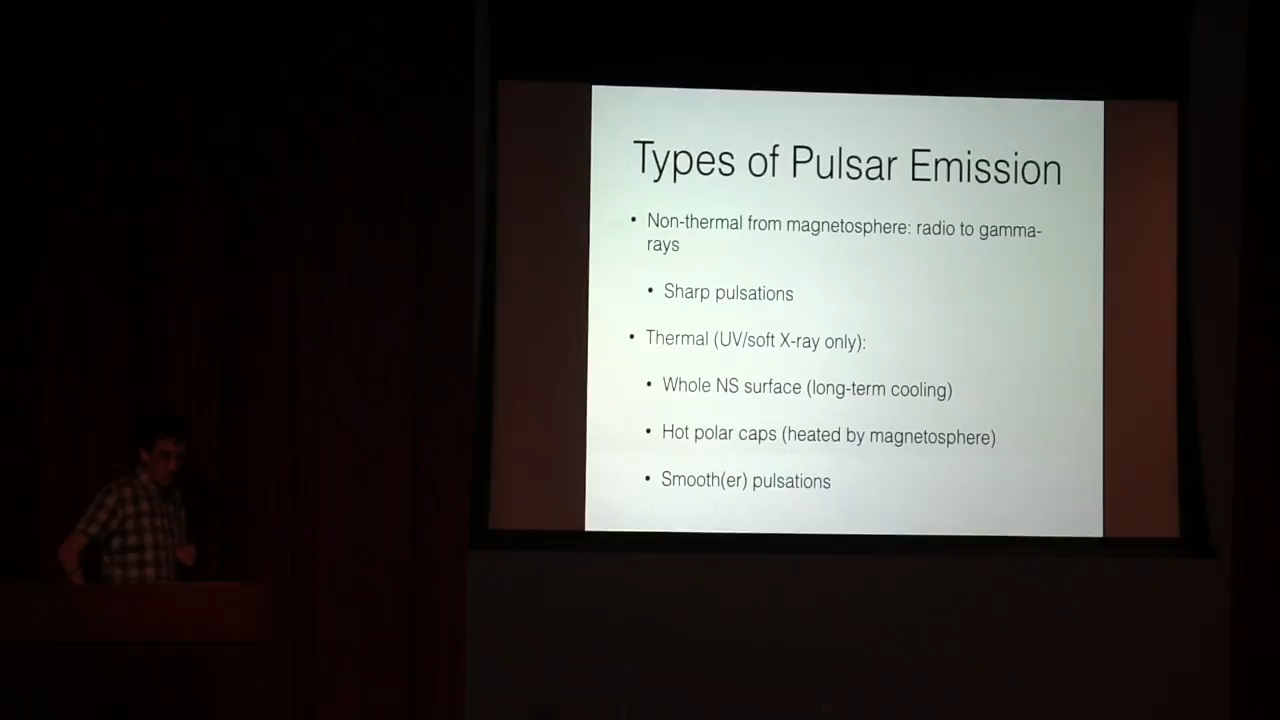 Types of Pulsar Emission
• Non-thermal from magnetosphere: radio to gamma-
rays
• Sharp pulsations
• Thermal (UV/soft X-ray only):
• Whole NS surface (long-term cooling)
• Hot polar caps (heated by magnetosphere)
• Smooth(er) pulsations